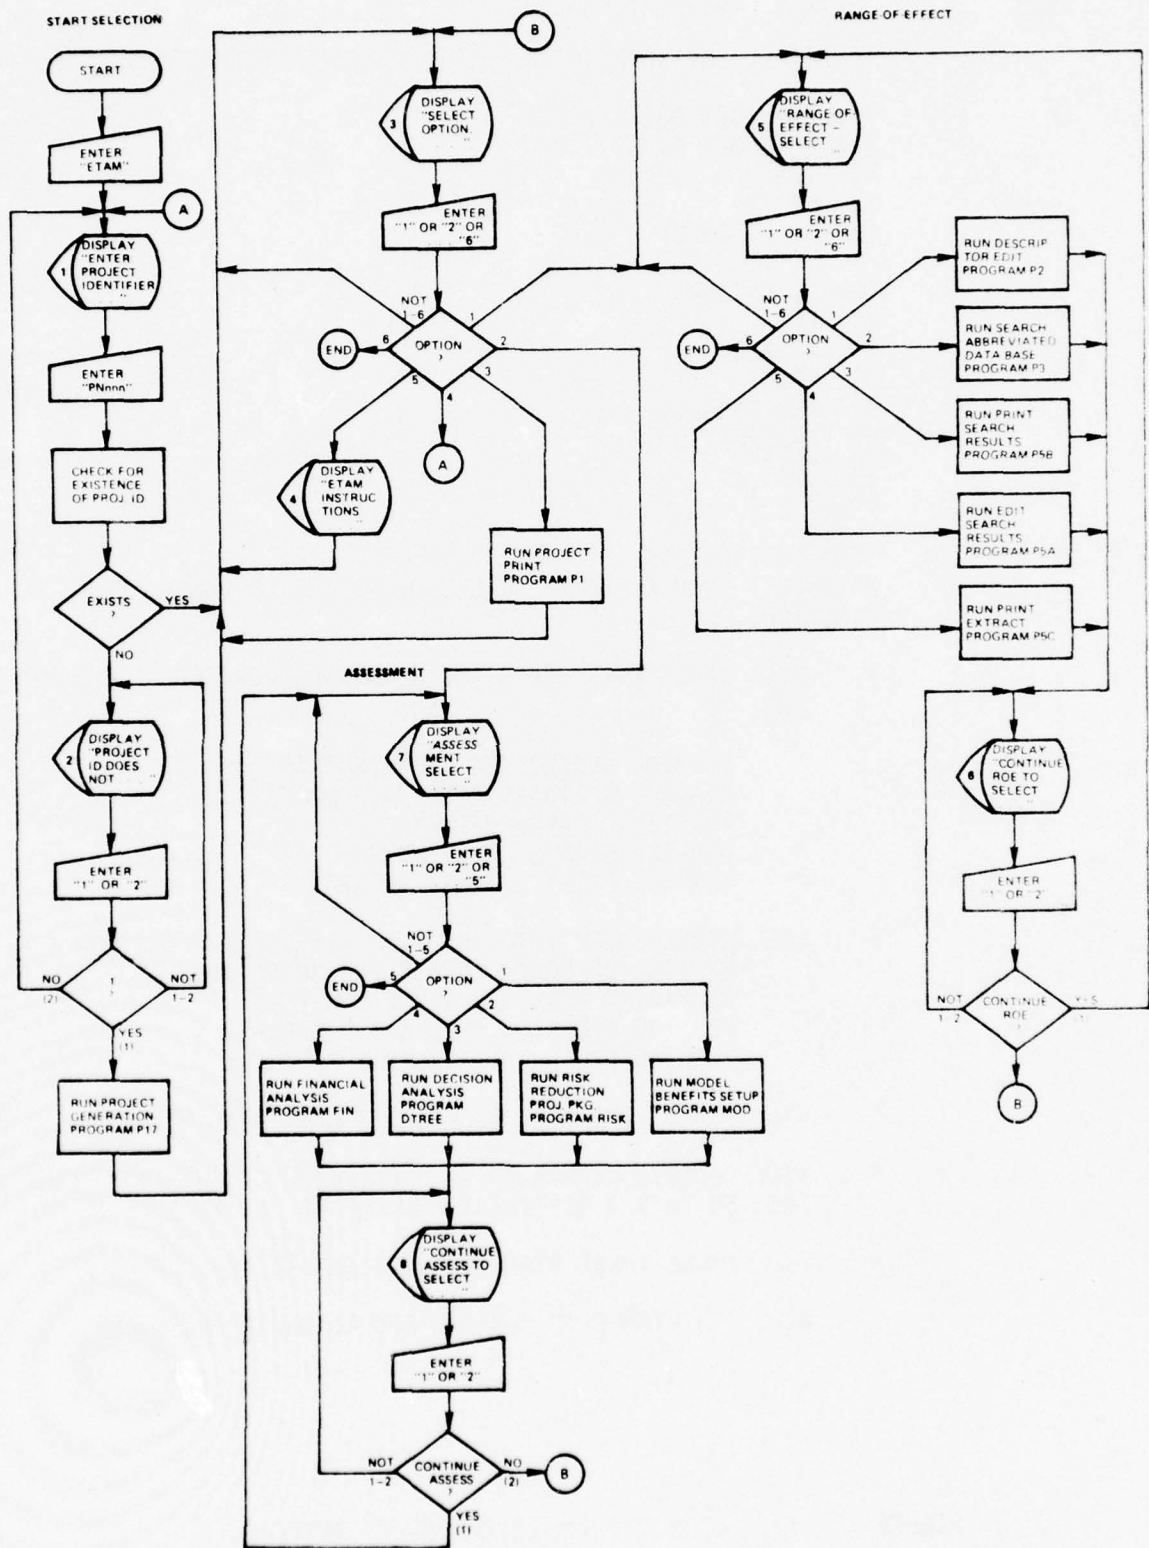 START SELECTION
START
ENTER
"ETAM"
A
1
DISPLAY
"ENTER
PROJECT
IDENTIFIER
"
ENTER
"PNnnn"
CHECK FOR
EXISTENCE
OF PROJ. ID
EXISTS
?
YES
NO
2
DISPLAY
"PROJECT
ID DOES
NOT . . ."
ENTER
"1" OR "2"
1
?
NO
(2)
NOT
1-2
YES
(1)
RUN PROJECT
GENERATION
PROGRAM P17
B
3
DISPLAY
"SELECT
OPTION.
. . ."
ENTER
"1" OR "2" OR
. . "6"
NOT
1-6
1
OPTION
?
2
3
4
5
6
END
A
4
DISPLAY
"ETAM
INSTRUC
TIONS
. . ."
RUN PROJECT
PRINT
PROGRAM P1
ASSESSMENT
7
DISPLAY
"ASSESS
MENT
SELECT
. . ."
ENTER
"1" OR "2" OR
. . "5"
NOT
1-5
1
OPTION
?
2
3
4
5
END
RUN FINANCIAL
ANALYSIS
PROGRAM FIN
RUN DECISION
ANALYSIS
PROGRAM
DTREE
RUN RISK
REDUCTION
PROJ. PKG.
PROGRAM RISK
RUN MODEL
BENEFITS SETUP
PROGRAM MOD
8
DISPLAY
"CONTINUE
ASSESS TO
SELECT
. . ."
ENTER
"1" OR "2"
NOT
1-2
CONTINUE
ASSESS
?
NO
(2)
B
YES
(1)
RANGE-OF-EFFECT
5
DISPLAY
"RANGE OF
EFFECT -
SELECT
. . ."
ENTER
"1" OR "2" OR
. . "6"
NOT
1-6
1
OPTION
?
2
3
4
5
6
END
RUN DESCRIP
TOR EDIT
PROGRAM P2
RUN SEARCH
ABBREVIATED
DATA BASE
PROGRAM P3
RUN PRINT
SEARCH
RESULTS
PROGRAM P5B
RUN EDIT
SEARCH
RESULTS
PROGRAM P5A
RUN PRINT
EXTRACT
PROGRAM P5C
6
DISPLAY
"CONTINUE
ROE TO
SELECT
. . ."
ENTER
"1" OR "2"
NOT
1-2
CONTINUE
ROE
?
YES
B